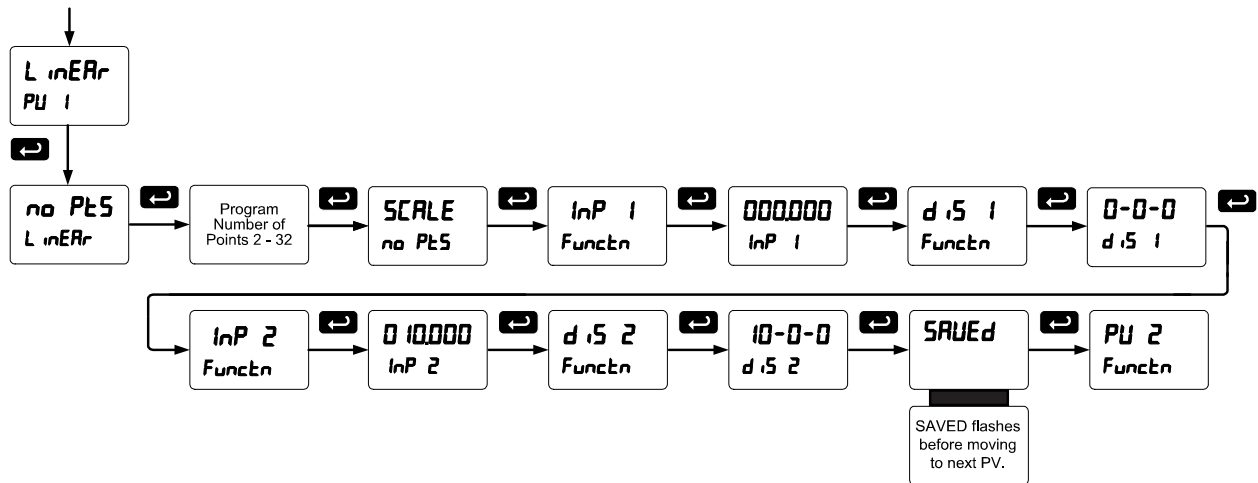 LinEAr
PU 1
no PtS
LinEAr
Program
Number of
Points 2 - 32
SCALE
no PtS
InP 1
Functn
000.000
InP 1
diS 1
Functn
0-0-0
diS 1
InP 2
Functn
010.000
InP 2
diS 2
Functn
10-0-0
diS 2
SAUEd
PU 2
Functn
SAVED flashes
before moving
to next PV.